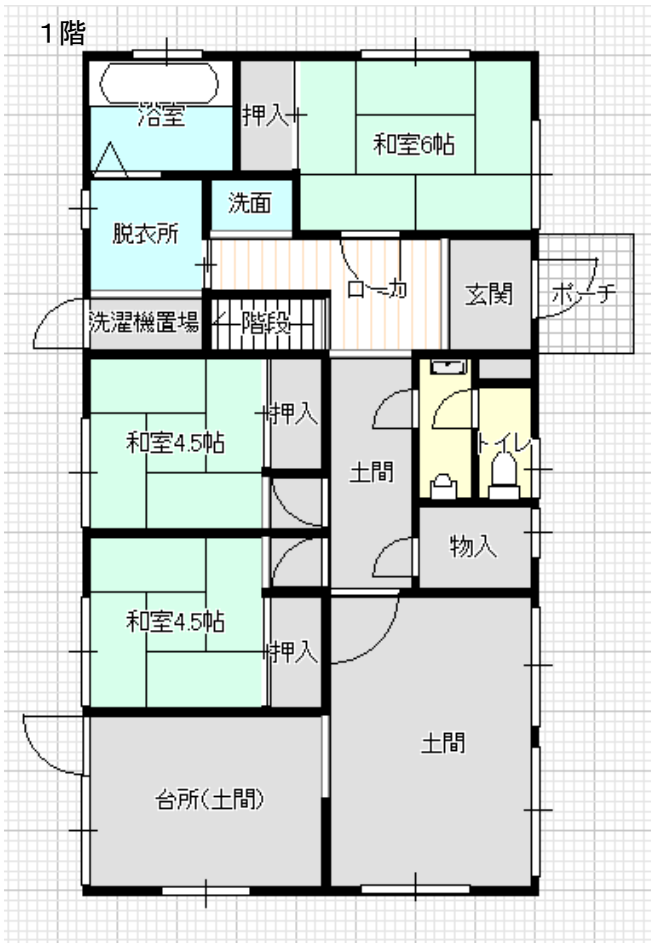 1階
浴室
押入
和室6帖
洗面
脱衣所
ローカ
玄関
ポーチ
洗濯機置場
階段
押入
和室4.5帖
トイレ
土間
物入
和室4.5帖
押入
土間
台所(土間)